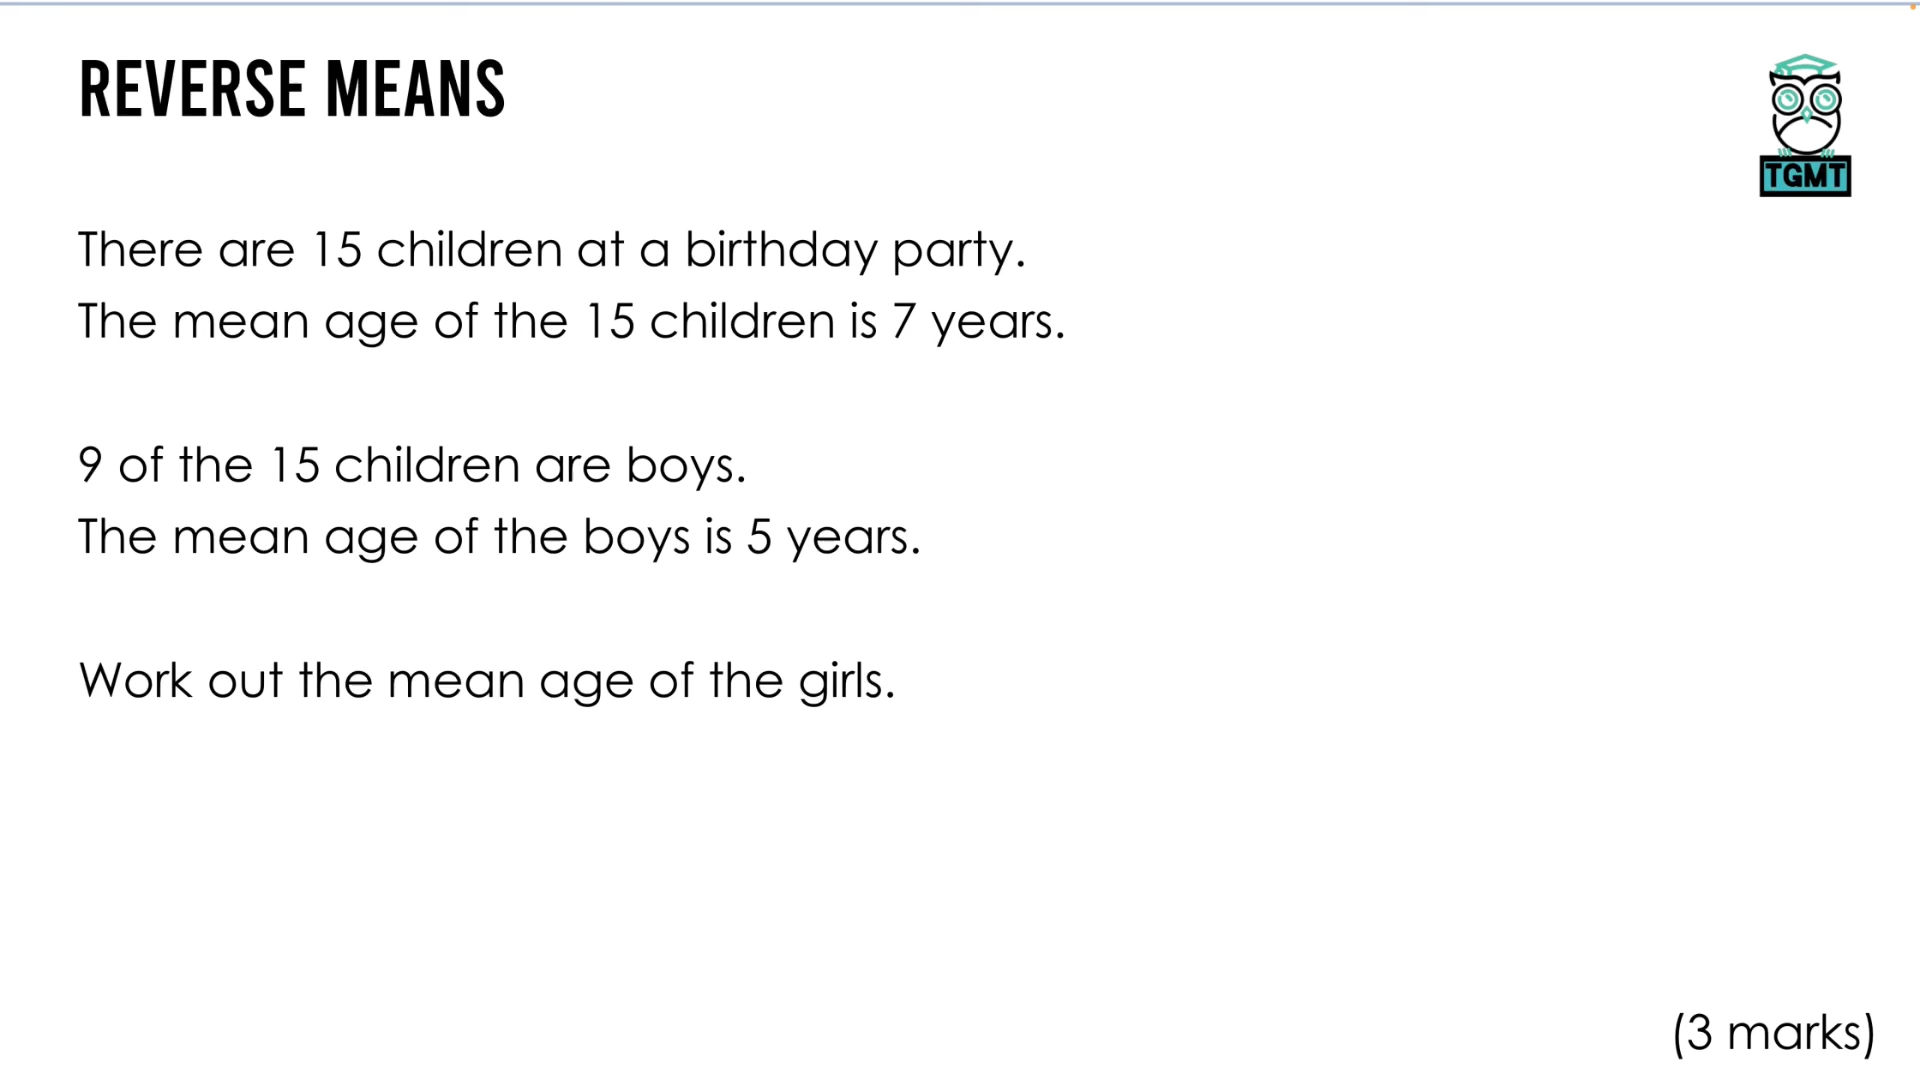 REVERSE MEANS
TGMT
There are 15 children at a birthday party.
The mean age of the 15 children is 7 years.
9 of the 15 children are boys.
The mean age of the boys is 5 years.
Work out the mean age of the girls.
(3 marks)